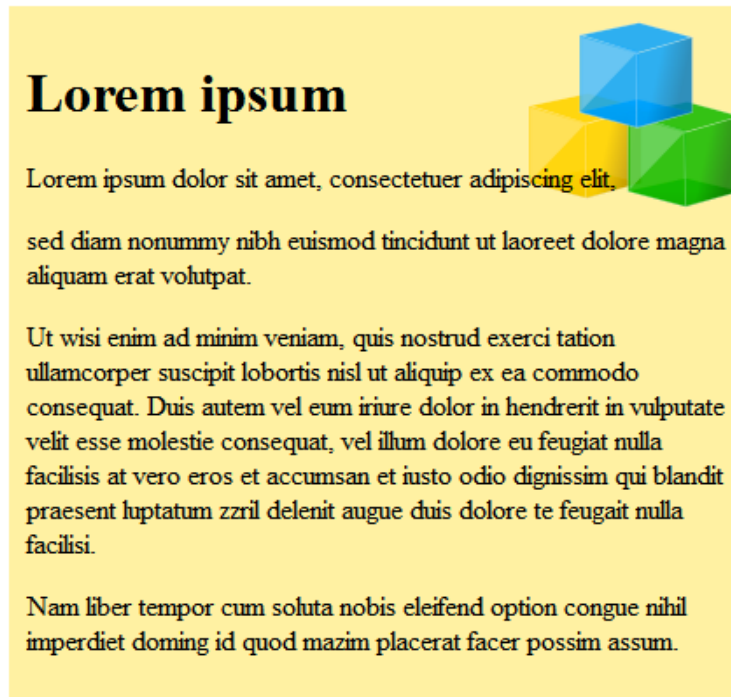 Lorem ipsum
Lorem ipsum dolor sit amet, consectetuer adipiscing elit,
sed diam nonummy nibh euismod tincidunt ut laoreet dolore magna
aliquam erat volutpat.
Ut wisi enim ad minim veniam, quis nostrud exerci tation
ullamcorper suscipit lobortis nisl ut aliquip ex ea commodo
consequat. Duis autem vel eum iriure dolor in hendrerit in vulputate
velit esse molestie consequat, vel illum dolore eu feugiat nulla
facilisis at vero eros et accumsan et iusto odio dignissim qui blandit
praesent luptatum zzril delenit augue duis dolore te feugait nulla
facilisi.
Nam liber tempor cum soluta nobis eleifend option congue nihil
imperdiet doming id quod mazim placerat facer possim assum.